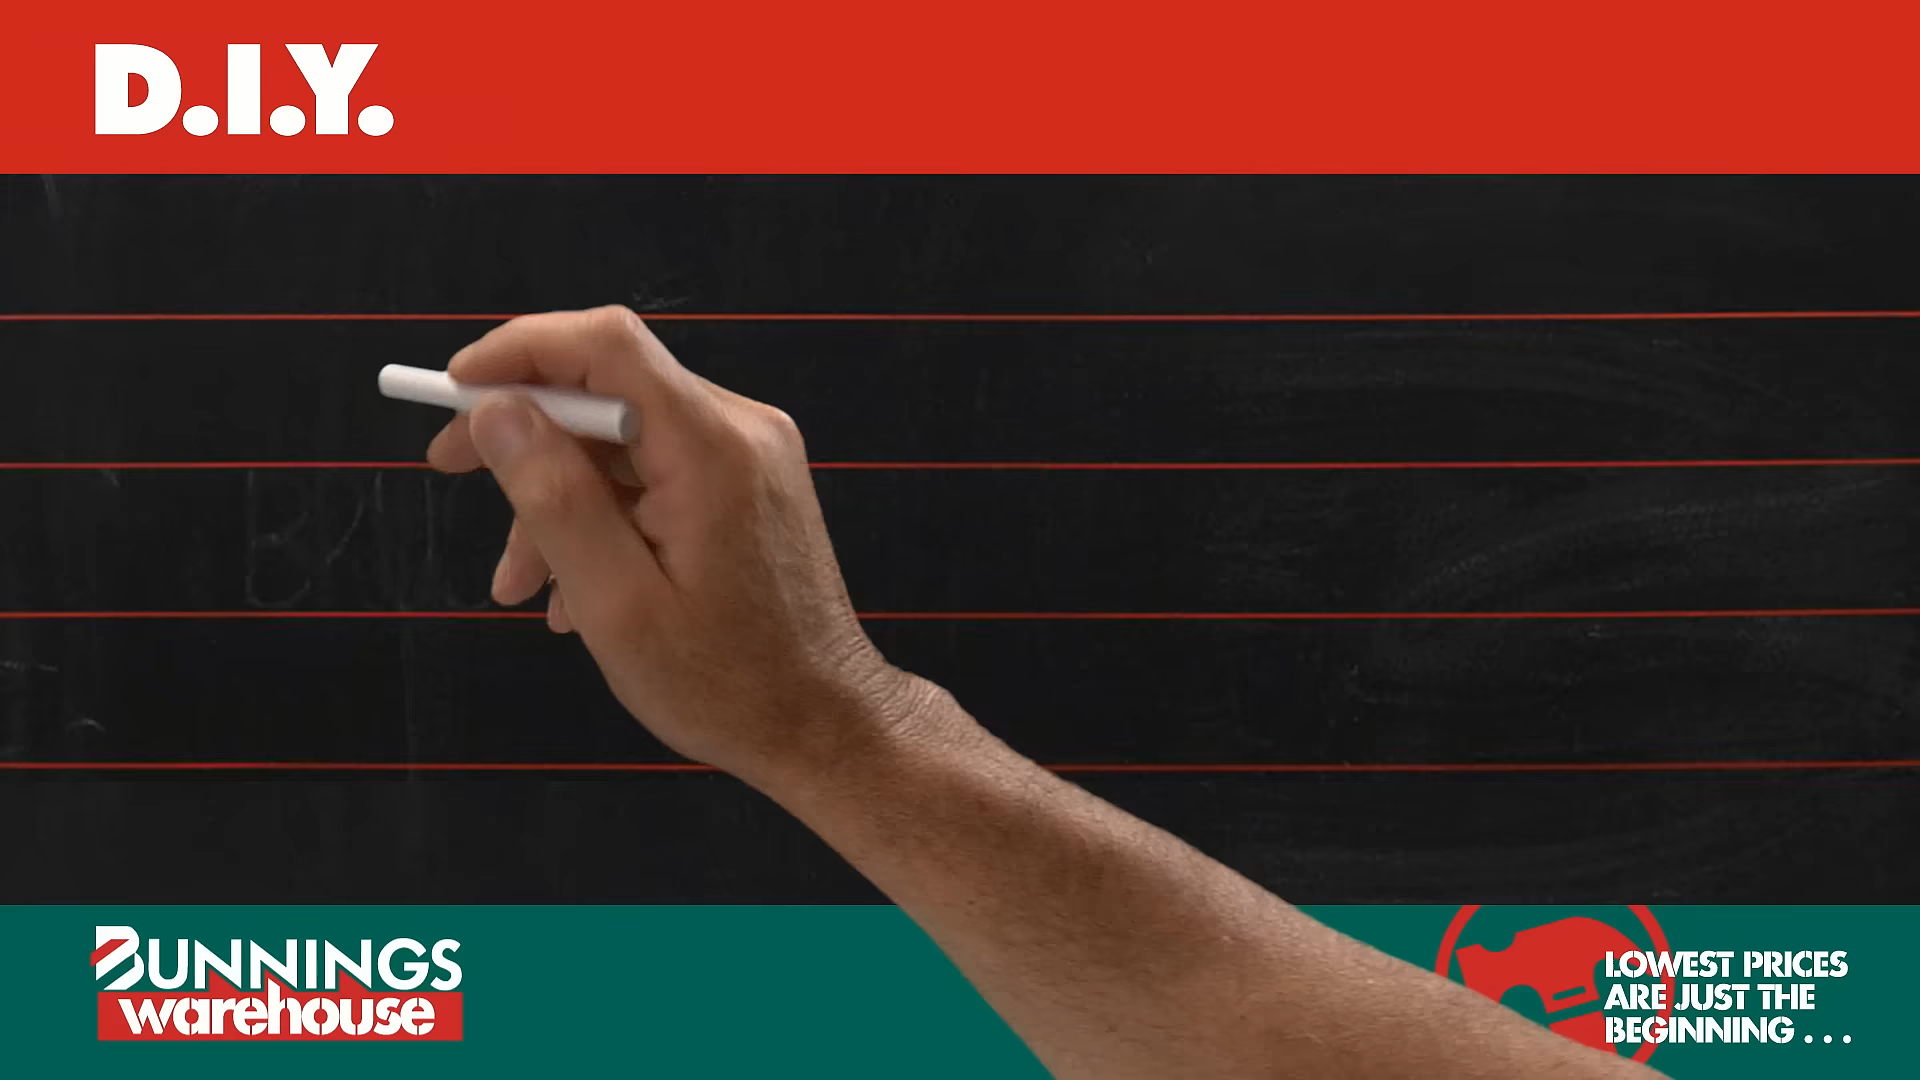 D.I.Y.
BUNNINGS
warehouse
LOWEST PRICES
ARE JUST THE
BEGINNING . . .